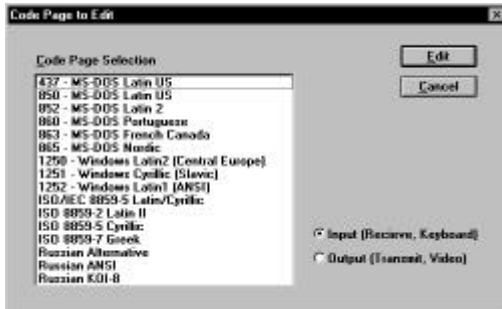 Code Page to Edit
Code Page Selection
437 - MS-DOS Latin US
850 - MS-DOS Latin US
852 - MS-DOS Latin 2
860 - MS-DOS Portuguese
863 - MS-DOS French Canada
865 - MS-DOS Nordic
1250 - Windows Latin2 (Central Europe)
1251 - Windows Cyrillic (Slavic)
1252 - Windows Latin1 (ANSI)
ISO/IEC 8859-5 Latin/Cyrillic
ISO 8859-2 Latin II
ISO 8859-5 Cyrillic
ISO 8859-7 Greek
Russian Alternative
Russian ANSI
Russian KOI-8
Edit
Cancel
Input (Recieve, Keyboard)
Output (Transmit, Video)